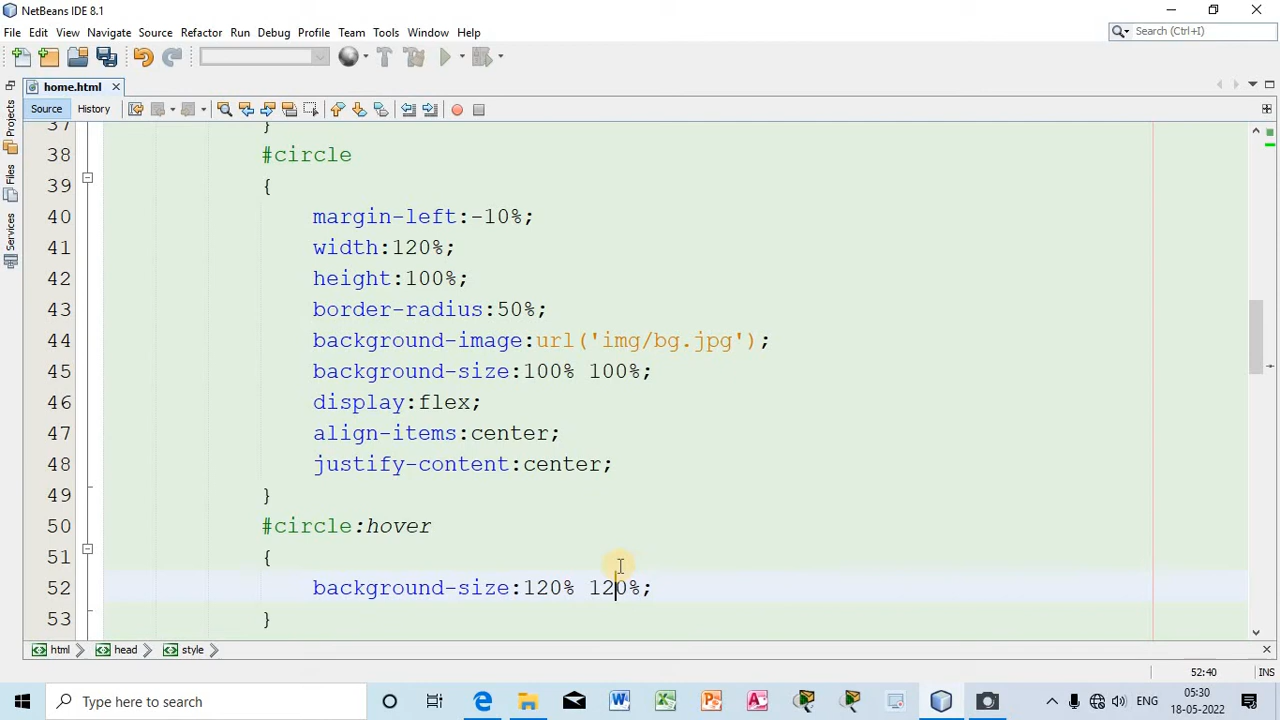 NetBeans IDE 8.1
File Edit View Navigate Source Refactor Run Debug Profile Team Tools Window Help
Search (Ctrl+I)
home.html
Source History
Projects
Files
Services
37 }
38 #circle
39 {
40 margin-left:-10%;
41 width:120%;
42 height:100%;
43 border-radius:50%;
44 background-image:url('img/bg.jpg');
45 background-size:100% 100%;
46 display:flex;
47 align-items:center;
48 justify-content:center;
49 }
50 #circle:hover
51 {
52 background-size:120% 120%;
53 }
html head style
52:40 INS
Type here to search
ENG
05:30
18-05-2022